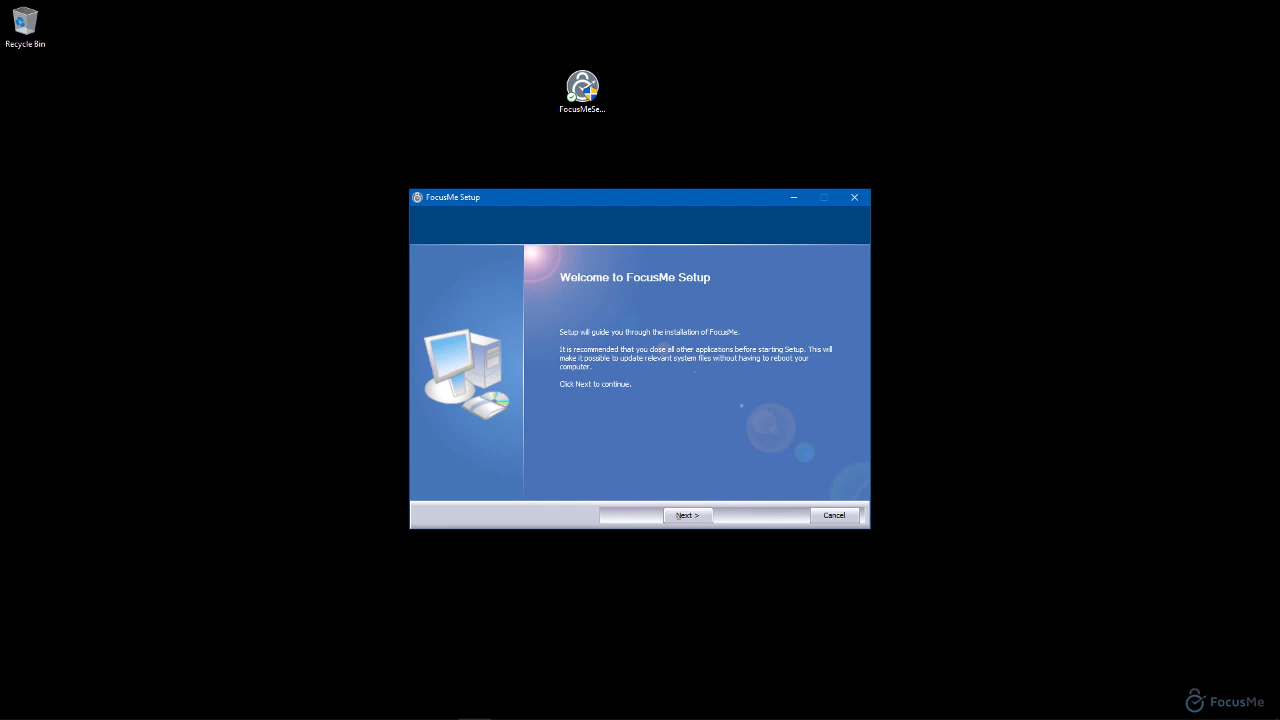 Recycle Bin
FocusMeSe...
FocusMe Setup
Welcome to FocusMe Setup
Setup will guide you through the installation of FocusMe.
It is recommended that you close all other applications before starting Setup. This will
make it possible to update relevant system files without having to reboot your
computer.
Click Next to continue.
Next >
Cancel
FocusMe